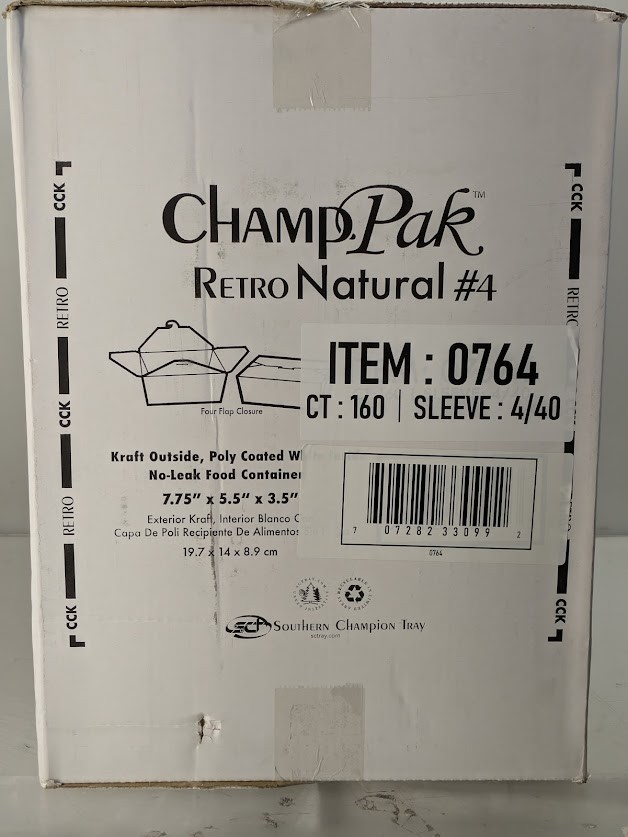 CHAMP Pak™
RETRO Natural #4
ITEM : 0764
CT : 160 | SLEEVE : 4/40
Four Flap Closure
Kraft Outside, Poly Coated
No-Leak Food Container
7.75" x 5.5" x 3.5"
Exterior Kraft, Interior Blanco
Capa De Poli Recipiente De Alimentos
19.7 x 14 x 8.9 cm
7 07282 33099 2
0764
sct SOUTHERN CHAMPION TRAY
sctray.com
CCK RETRO CCK RETRO CCK
CCK RETRO
CCK